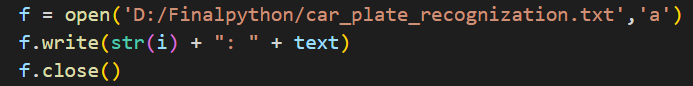 f = open('D:/Finalpython/car_plate_recognization.txt','a')
f.write(str(i) + ": " + text)
f.close()